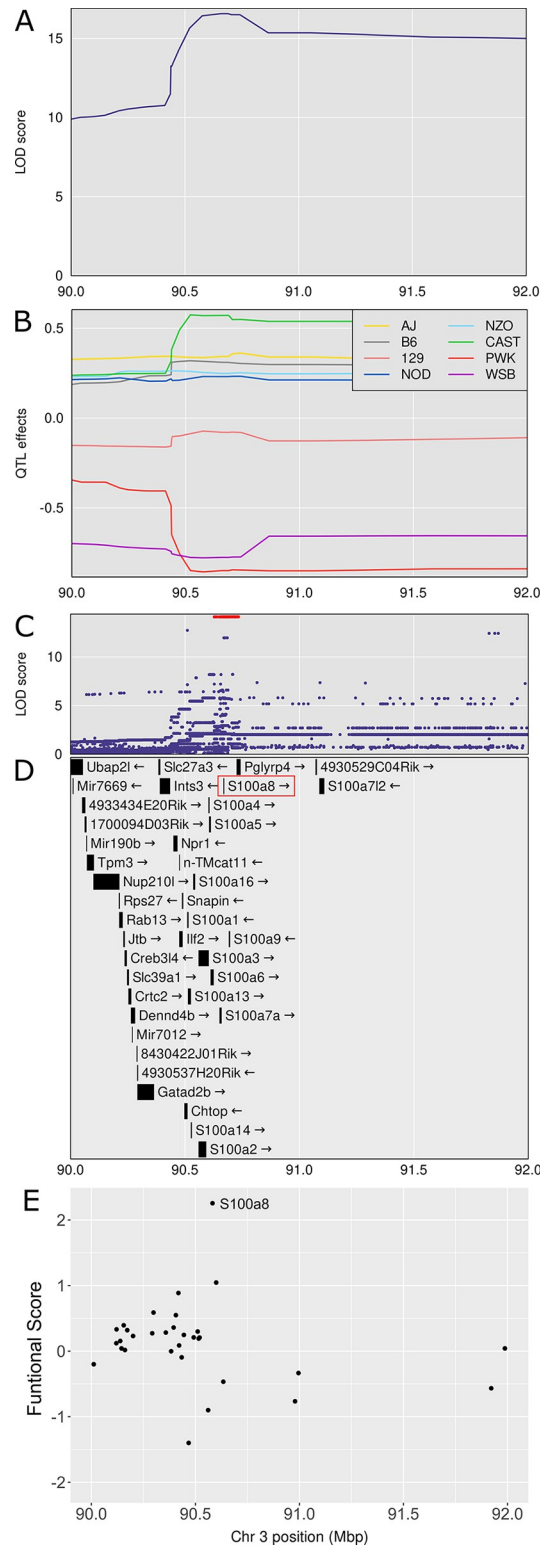 A
LOD score
15
10
5
0
90.0 90.5 91.0 91.5 92.0
B
QTL effects
0.5
0.0
-0.5
AJ NZO
B6 CAST
129 PWK
NOD WSB
90.0 90.5 91.0 91.5 92.0
C
LOD score
10
5
0
D
Ubap2l ← Slc27a3 ← Pglyrp4 → 4930529C04Rik →
Mir7669 ← Ints3 ← S100a8 → S100a7l2 →
4933434E20Rik → S100a4 →
1700094D03Rik → S100a5 →
Mir190b → Npr1 ←
Tpm3 → n-TMcat11 ←
Nup210l → S100a16 →
Rps27 ← Snapin ←
Rab13 → S100a1 ←
Jtb → Ilf2 → S100a9 ←
Creb3l4 ← S100a3 →
Slc39a1 → S100a6 →
Crtc2 → S100a13 →
Dennd4b → S100a7a →
Mir7012 →
8430422J01Rik →
4930537H20Rik ←
Gatad2b →
Chtop ←
S100a14 →
S100a2 →
90.0 90.5 91.0 91.5 92.0
E
S100a8
Funtional Score
2
1
0
-1
-2
90.0 90.5 91.0 91.5 92.0
Chr 3 position (Mbp)